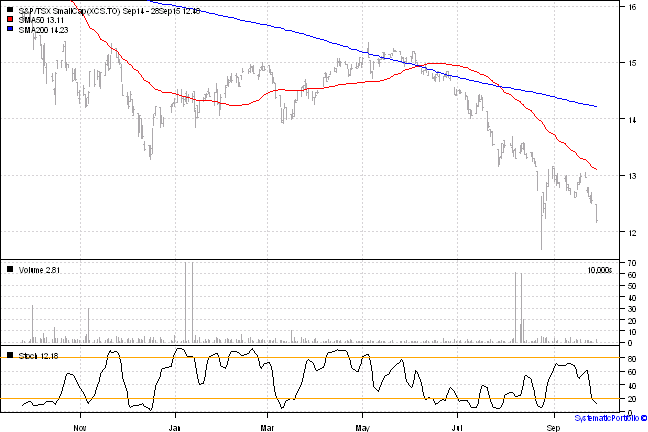 S&P/TSX SmallCap(XCS.TO) Sep14 - 28Sep15 12.18
SMA50 13.11
SMA200 14.23
16
15
14
13
12
Volume 2.81
10,000s
70
60
50
40
30
20
10
0
Stoch 12.18
80
60
40
20
0
Nov Jan Mar May Jul Sep
SystematicPortfolio ©